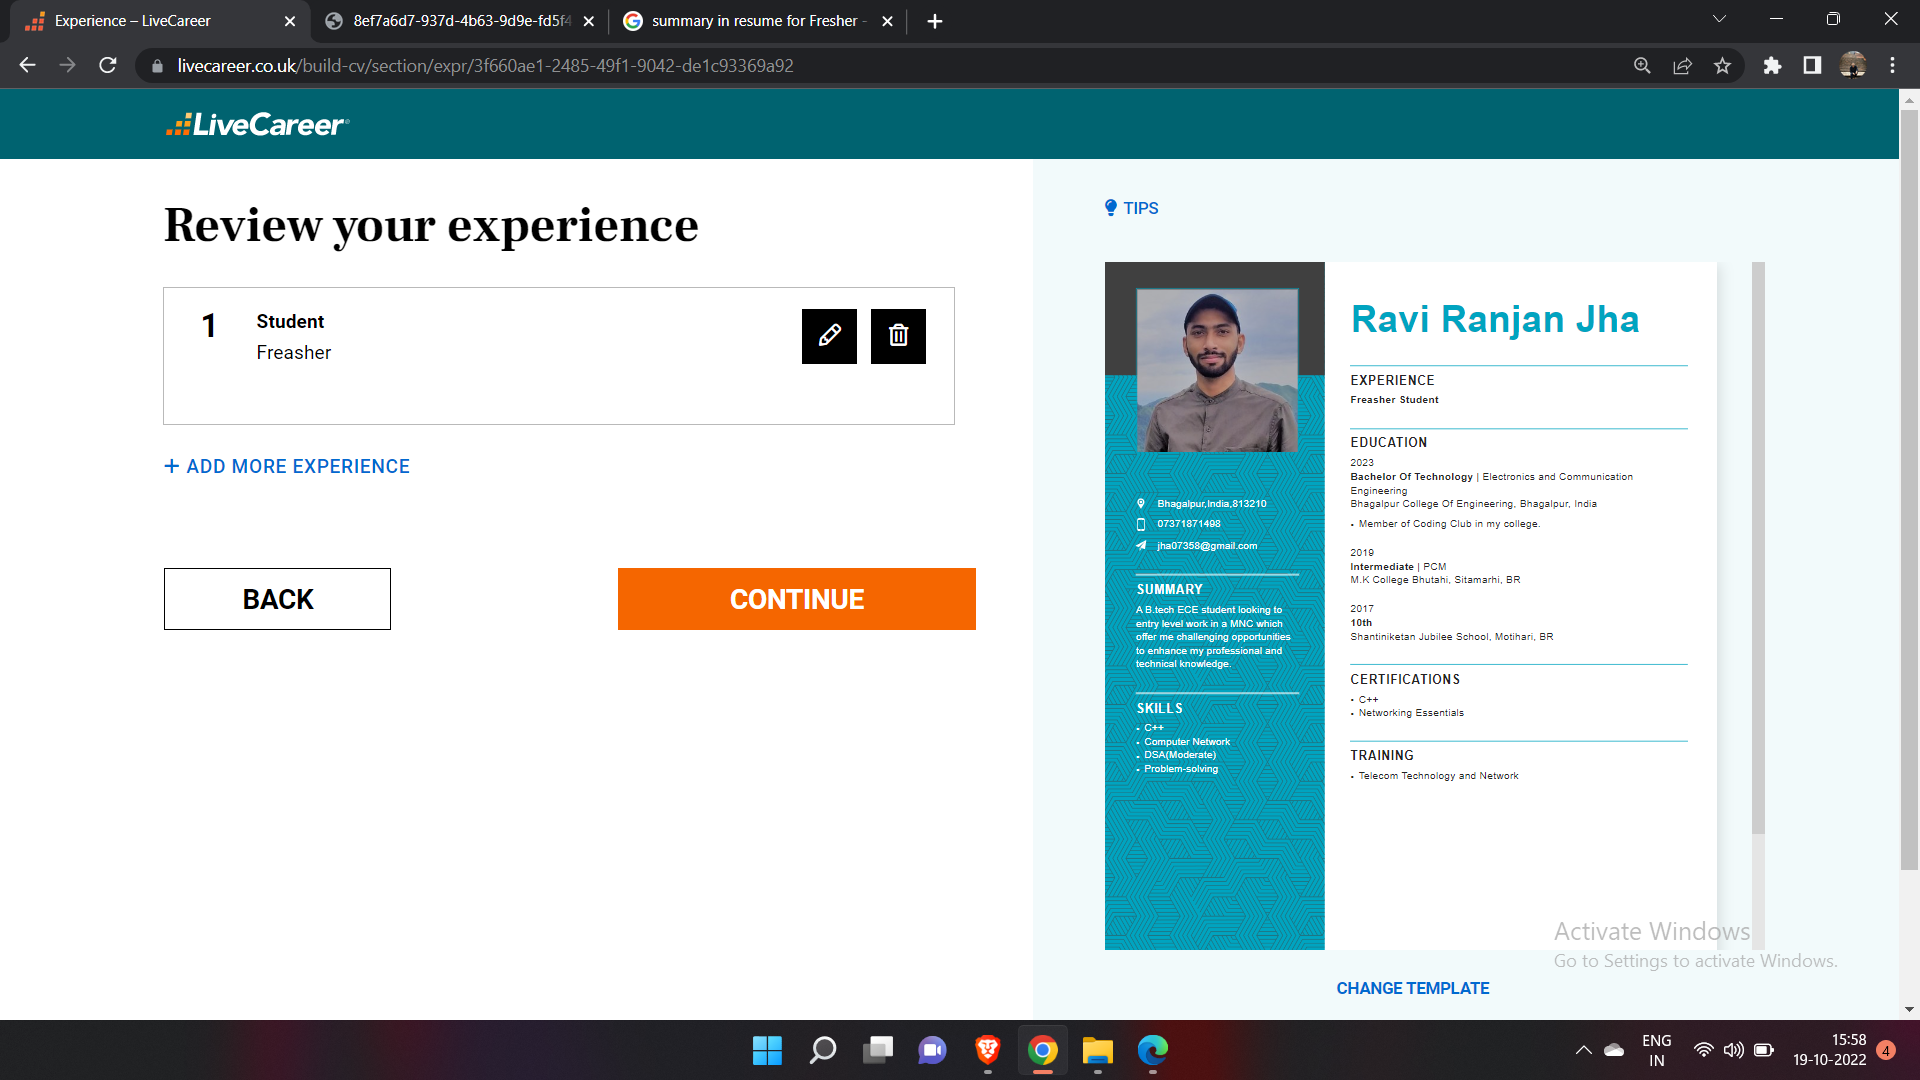 Experience – LiveCareer
8ef7a6d7-937d-4b63-9d9e-fd5f4
summary in resume for Fresher -
livecareer.co.uk/build-cv/section/expr/3f660ae1-2485-49f1-9042-de1c93369a92
LiveCareer
Review your experience
1
Student
Freasher
+ ADD MORE EXPERIENCE
BACK
CONTINUE
TIPS
Bhagalpur,India,813210
07371871498
jha07358@gmail.com
SUMMARY
A B.tech ECE student looking to
entry level work in a MNC which
offer me challenging opportunities
to enhance my professional and
technical knowledge.
SKILLS
• C++
• Computer Network
• DSA(Moderate)
• Problem-solving
Ravi Ranjan Jha
EXPERIENCE
Freasher Student
EDUCATION
2023
Bachelor Of Technology | Electronics and Communication
Engineering
Bhagalpur College Of Engineering, Bhagalpur, India
• Member of Coding Club in my college.
2019
Intermediate | PCM
M.K College Bhutahi, Sitamarhi, BR
2017
10th
Shantiniketan Jubilee School, Motihari, BR
CERTIFICATIONS
• C++
• Networking Essentials
TRAINING
• Telecom Technology and Network
Activate Windows
Go to Settings to activate Windows.
CHANGE TEMPLATE
ENG
IN
15:58
19-10-2022
4